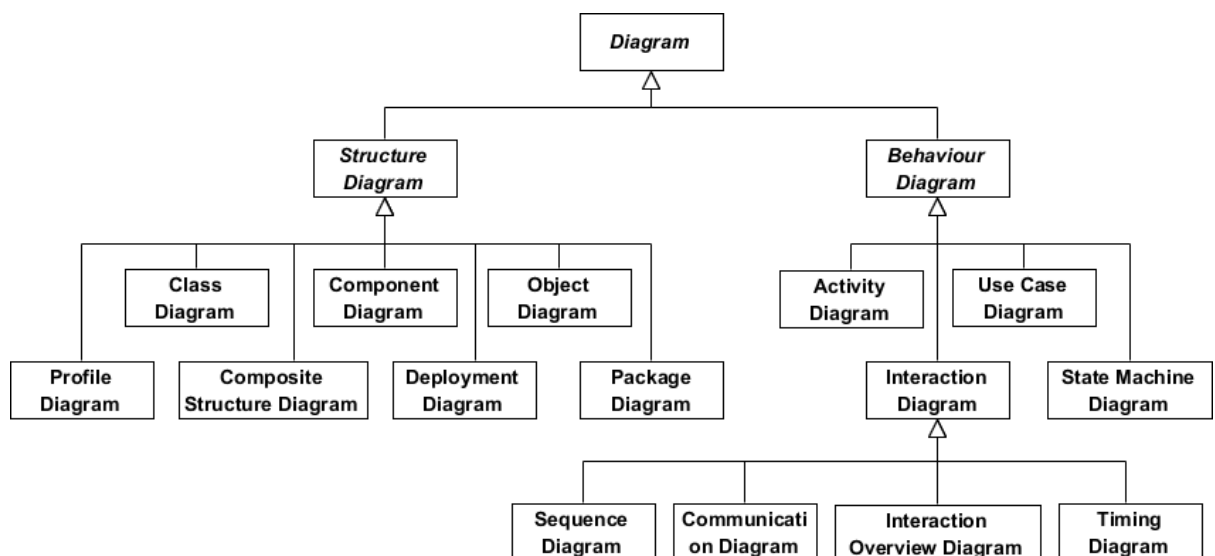 Diagram
Structure
Diagram
Behaviour
Diagram
Class
Diagram
Component
Diagram
Object
Diagram
Activity
Diagram
Use Case
Diagram
Profile
Diagram
Composite
Structure Diagram
Deployment
Diagram
Package
Diagram
Interaction
Diagram
State Machine
Diagram
Sequence
Diagram
Communicati
on Diagram
Interaction
Overview Diagram
Timing
Diagram